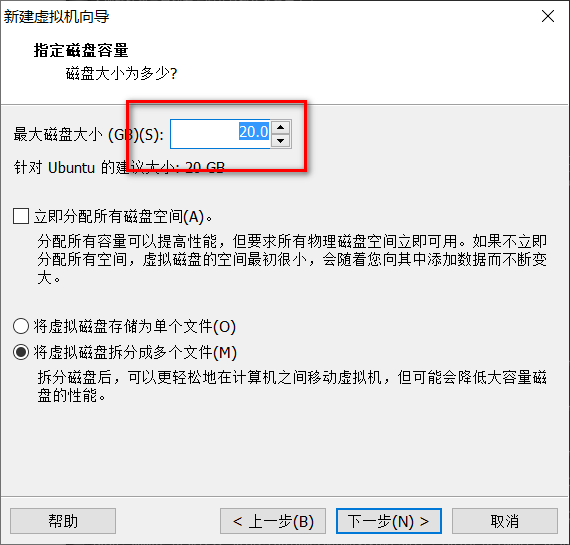 新建虚拟机向导
指定磁盘容量
磁盘大小为多少?
最大磁盘大小 (GB)(S):
20.0
针对 Ubuntu 的建议大小: 20 GB
立即分配所有磁盘空间(A)。
分配所有容量可以提高性能，但要求所有物理磁盘空间立即可用。如果不立即
分配所有空间，虚拟磁盘的空间最初很小，会随着您向其中添加数据而不断变
大。
将虚拟磁盘存储为单个文件(O)
将虚拟磁盘拆分成多个文件(M)
拆分磁盘后，可以更轻松地在计算机之间移动虚拟机，但可能会降低大容量磁
盘的性能。
帮助
< 上一步(B)
下一步(N) >
取消